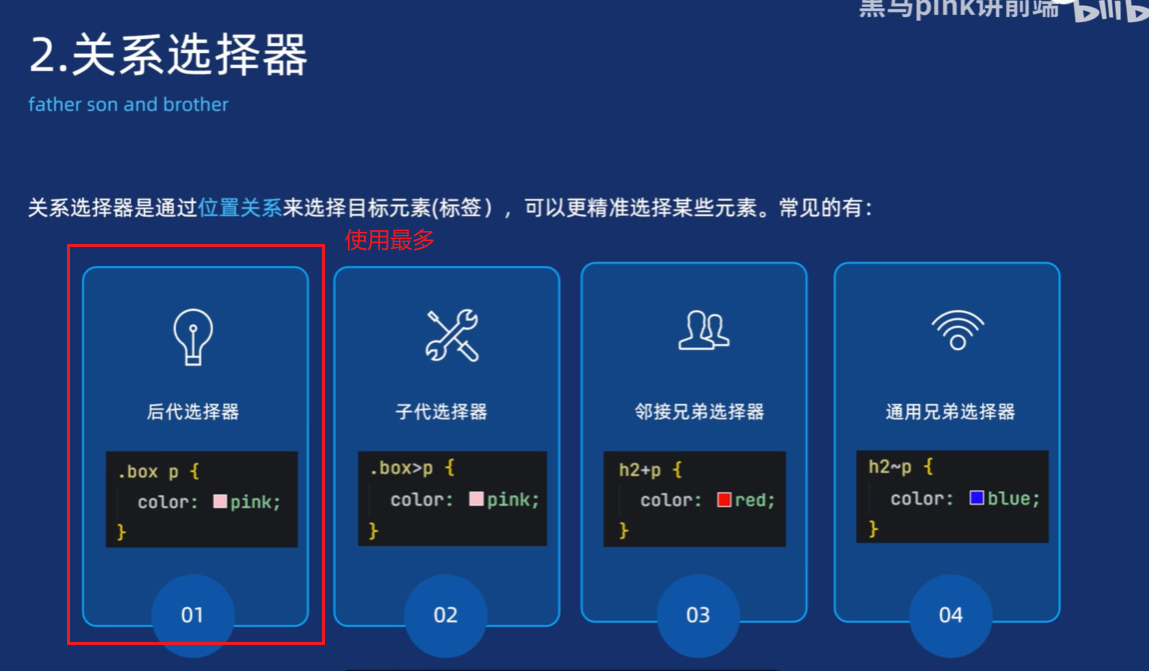 黑马pink讲前端 bilib
2.关系选择器
father son and brother
关系选择器是通过位置关系来选择目标元素(标签），可以更精准选择某些元素。常见的有：
使用最多
后代选择器
.box p {
color: pink;
}
01
子代选择器
.box>p {
color: pink;
}
02
邻接兄弟选择器
h2+p {
color: red;
}
03
通用兄弟选择器
h2~p {
color: blue;
}
04